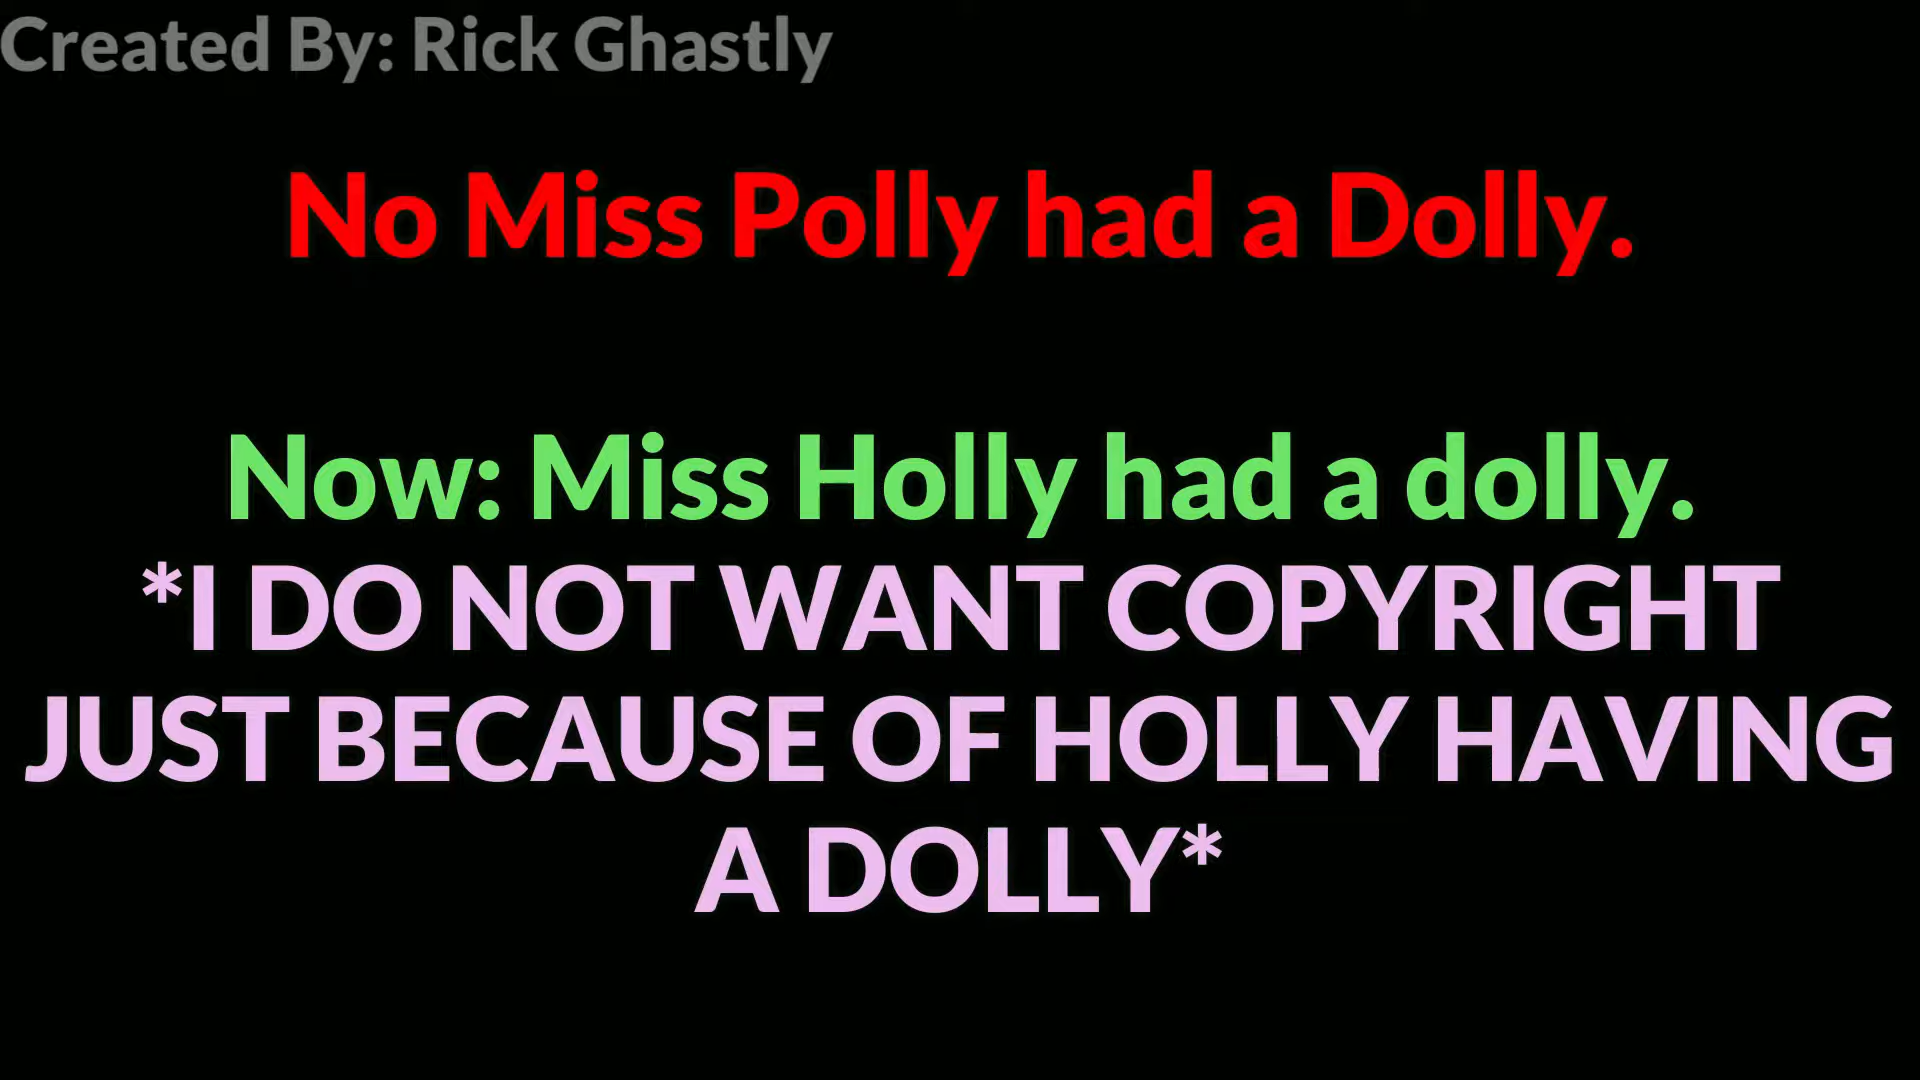 Created By: Rick Ghastly
No Miss Polly had a Dolly.
Now: Miss Holly had a dolly.
*I DO NOT WANT COPYRIGHT
JUST BECAUSE OF HOLLY HAVING
A DOLLY*